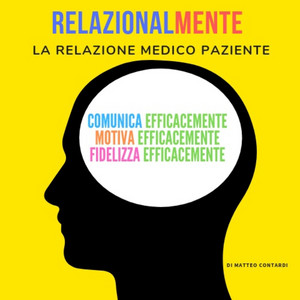 RELAZIONALMENTE
LA RELAZIONE MEDICO PAZIENTE
COMUNICA EFFICACEMENTE
MOTIVA EFFICACEMENTE
FIDELIZZA EFFICACEMENTE
DI MATTEO CONTARDI